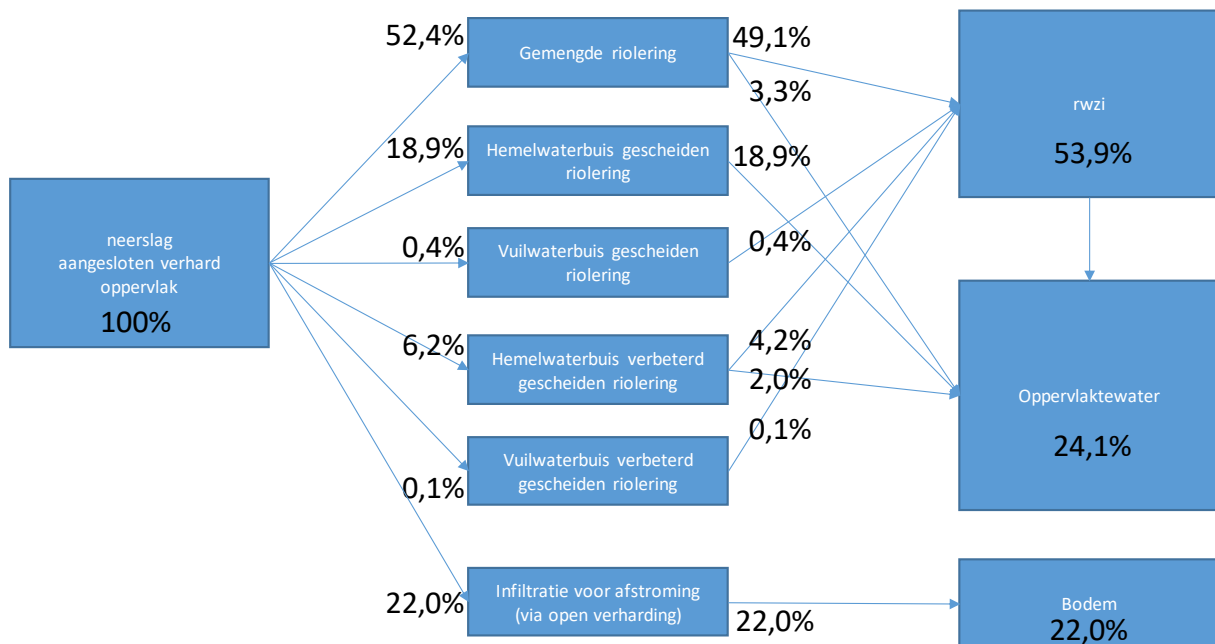 neerslag
aangesloten verhard
oppervlak
100%
52,4%
18,9%
0,4%
6,2%
0,1%
22,0%
Gemengde riolering
Hemelwaterbuis gescheiden
riolering
Vuilwaterbuis gescheiden
riolering
Hemelwaterbuis verbeterd
gescheiden riolering
Vuilwaterbuis verbeterd
gescheiden riolering
Infiltratie voor afstroming
(via open verharding)
49,1%
3,3%
18,9%
0,4%
4,2%
2,0%
0,1%
22,0%
rwzi
53,9%
Oppervlaktewater
24,1%
Bodem
22,0%